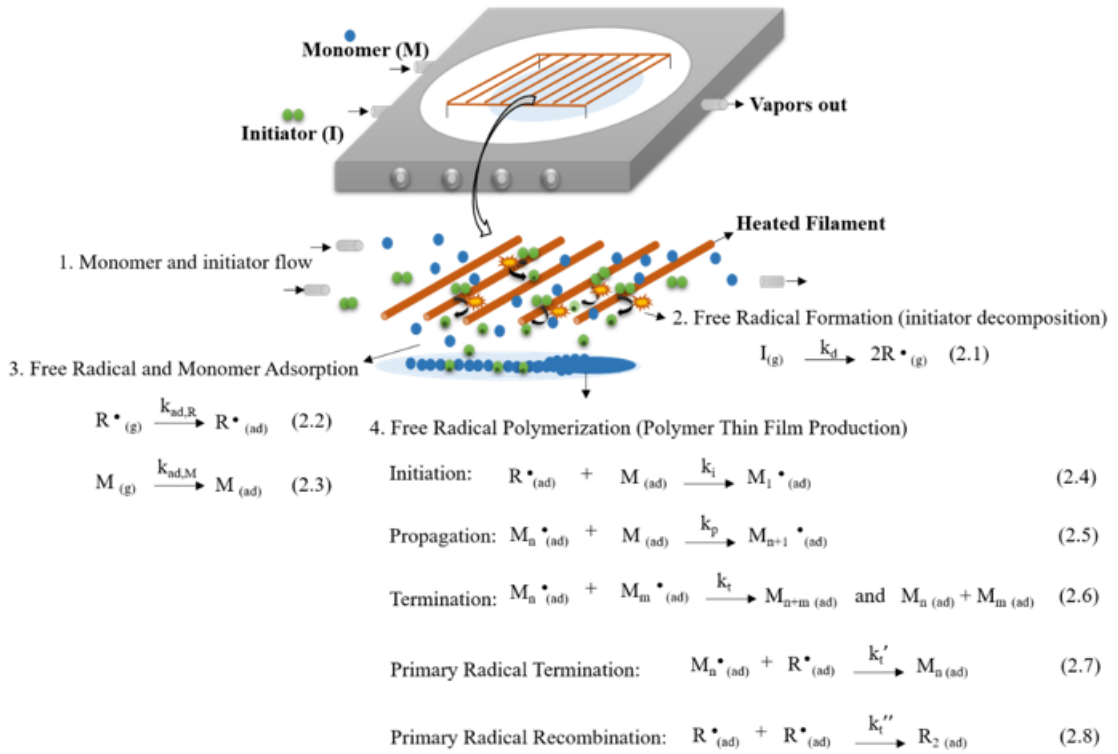 Monomer (M)
Initiator (I)
Vapors out
Heated Filament
1. Monomer and initiator flow
2. Free Radical Formation (initiator decomposition)
I(g) —kd→ 2R•(g) (2.1)
3. Free Radical and Monomer Adsorption
R•(g) —kad,R→ R•(ad) (2.2)
M(g) —kad,M→ M(ad) (2.3)
4. Free Radical Polymerization (Polymer Thin Film Production)
Initiation: R•(ad) + M(ad) —ki→ M1•(ad) (2.4)
Propagation: Mn•(ad) + M(ad) —kp→ Mn+1•(ad) (2.5)
Termination: Mn•(ad) + Mm•(ad) —kt→ Mn+m(ad) and Mn(ad) + Mm(ad) (2.6)
Primary Radical Termination: Mn•(ad) + R•(ad) —kt′→ Mn(ad) (2.7)
Primary Radical Recombination: R•(ad) + R•(ad) —kt″→ R2(ad) (2.8)